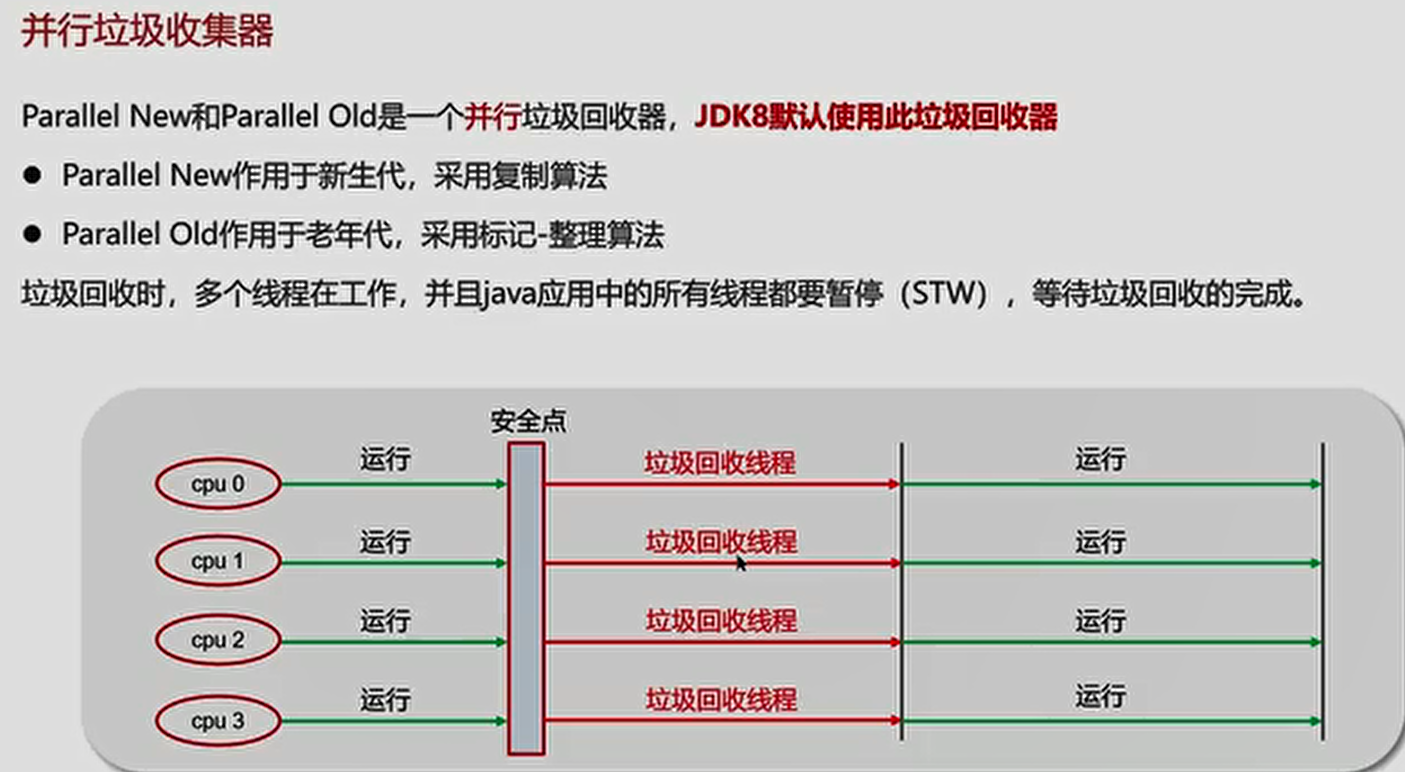 并行垃圾收集器
Parallel New和Parallel Old是一个并行垃圾回收器，JDK8默认使用此垃圾回收器
● Parallel New作用于新生代，采用复制算法
● Parallel Old作用于老年代，采用标记-整理算法
垃圾回收时，多个线程在工作，并且java应用中的所有线程都要暂停（STW），等待垃圾回收的完成。
安全点
cpu 0 运行 垃圾回收线程 运行
cpu 1 运行 垃圾回收线程 运行
cpu 2 运行 垃圾回收线程 运行
cpu 3 运行 垃圾回收线程 运行